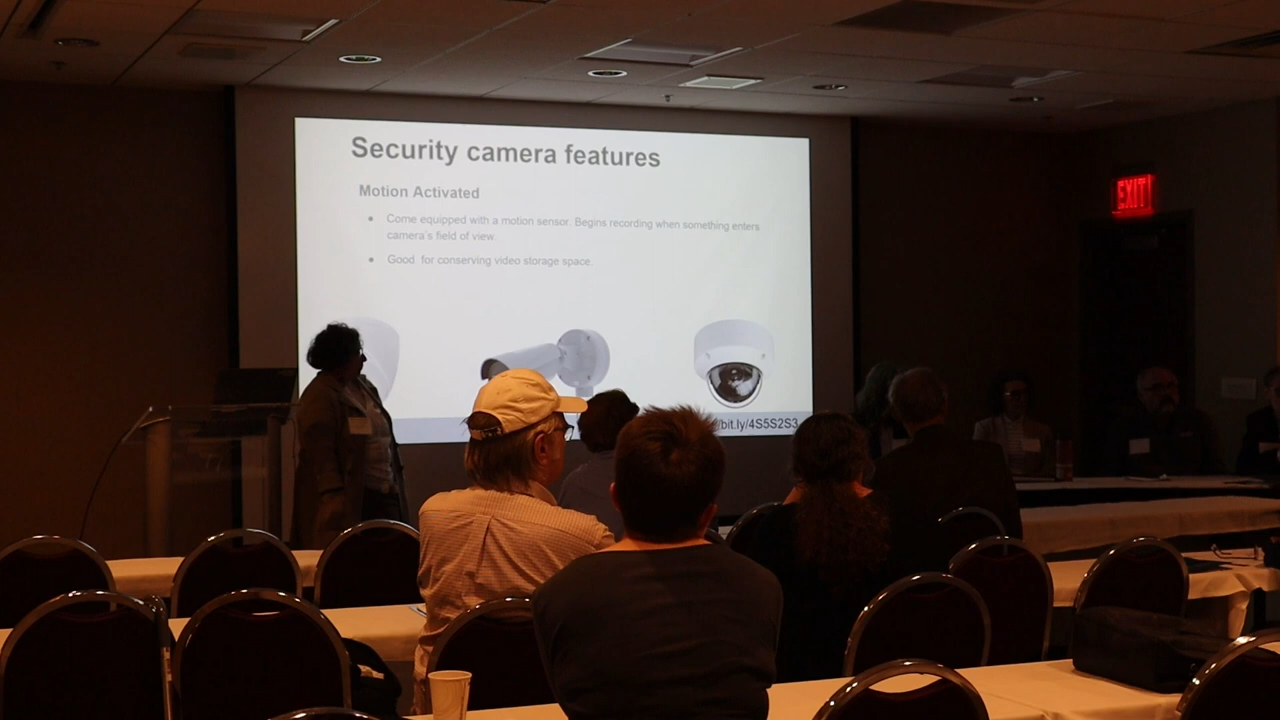 Security camera features
Motion Activated
● Come equipped with a motion sensor. Begins recording when something enters
camera's field of view.
● Good for conserving video storage space.
/bit.ly/4S5S2S3
EXIT